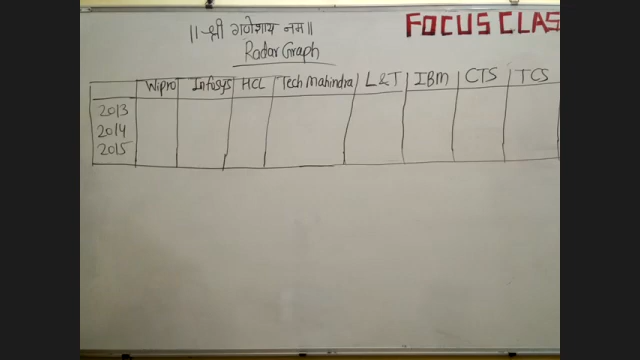 ॥ श्री गणेशाय नमः ॥
FOCUS CLAS
Radar Graph
Wipro Infosys HCL Tech Mahindra L&T IBM CTS TCS
2013
2014
2015